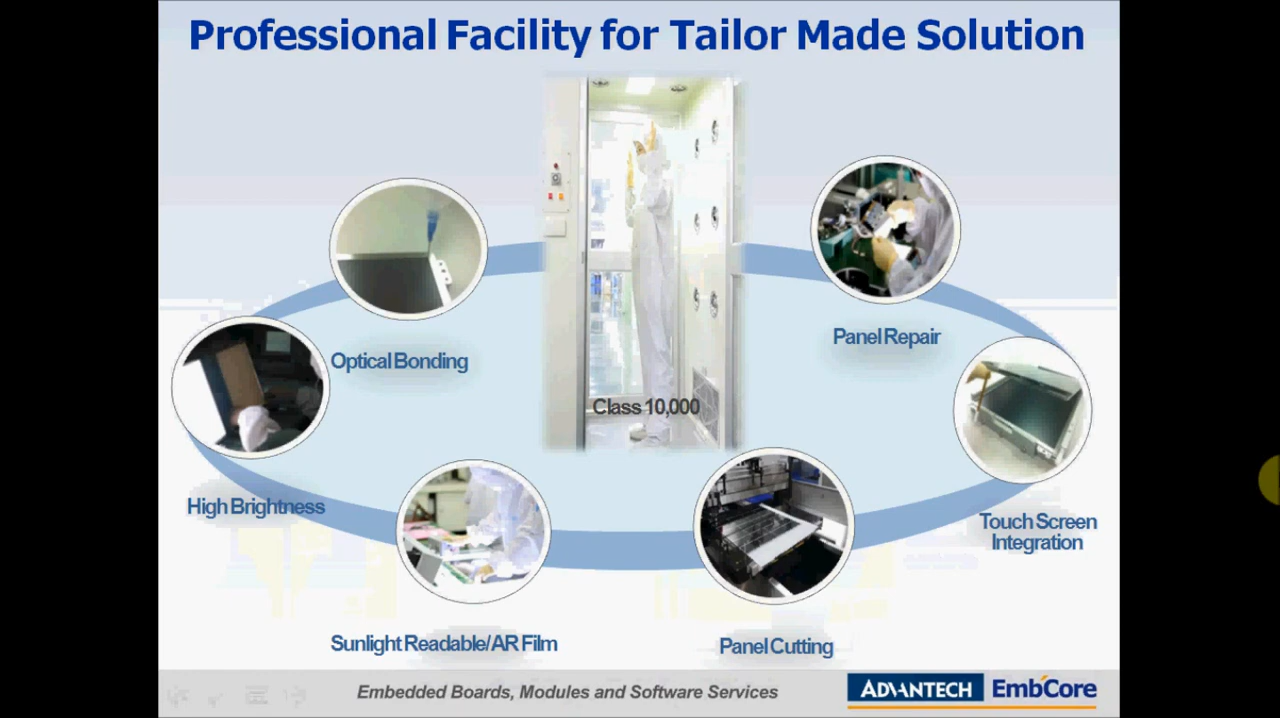 Professional Facility for Tailor Made Solution
Optical Bonding
Panel Repair
Class 10,000
High Brightness
Touch Screen
Integration
Sunlight Readable/AR Film
Panel Cutting
Embedded Boards, Modules and Software Services
ADVANTECH EmbCore